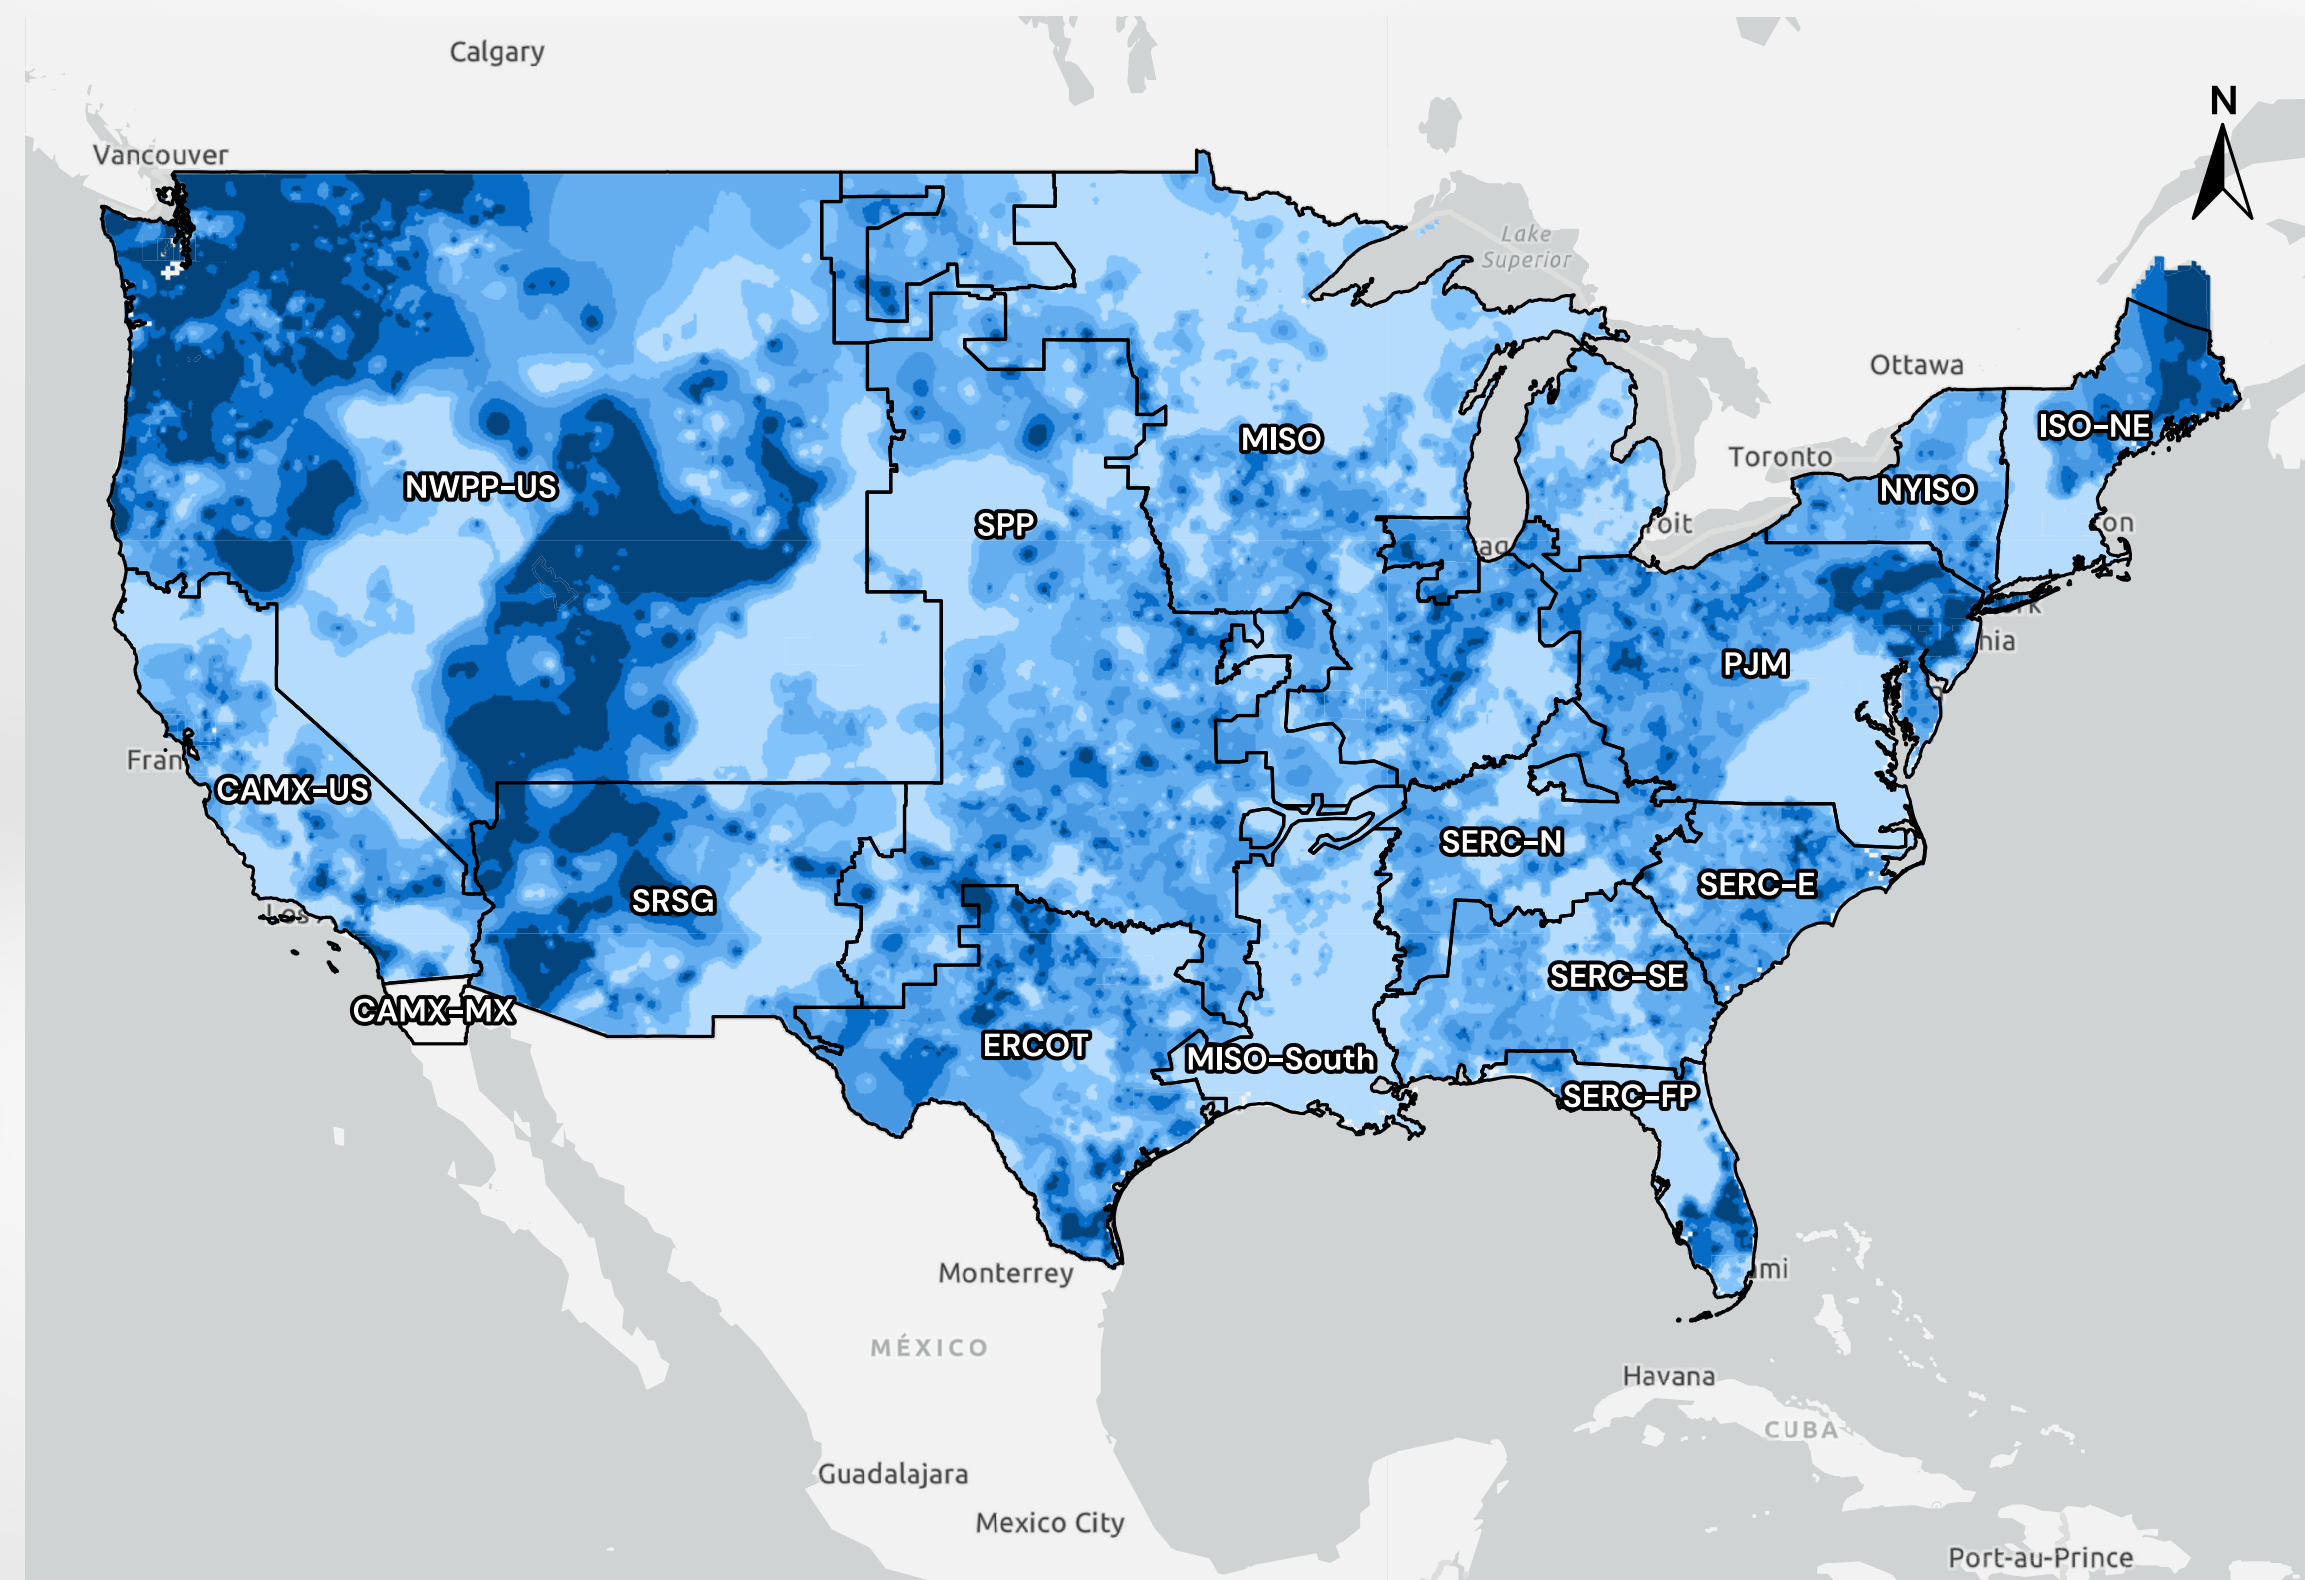 Calgary
N
Vancouver
Lake
Superior
Ottawa
ISO-NE
MISO
Toronto
NWPP-US
NYISO
SPP
PJM
CAMX-US
SERC-N
SERC-E
SRSG
SERC-SE
CAMX-MX
ERCOT
MISO-South
SERC-FP
Monterrey
MÉXICO
Havana
CUBA
Guadalajara
Mexico City
Port-au-Prince